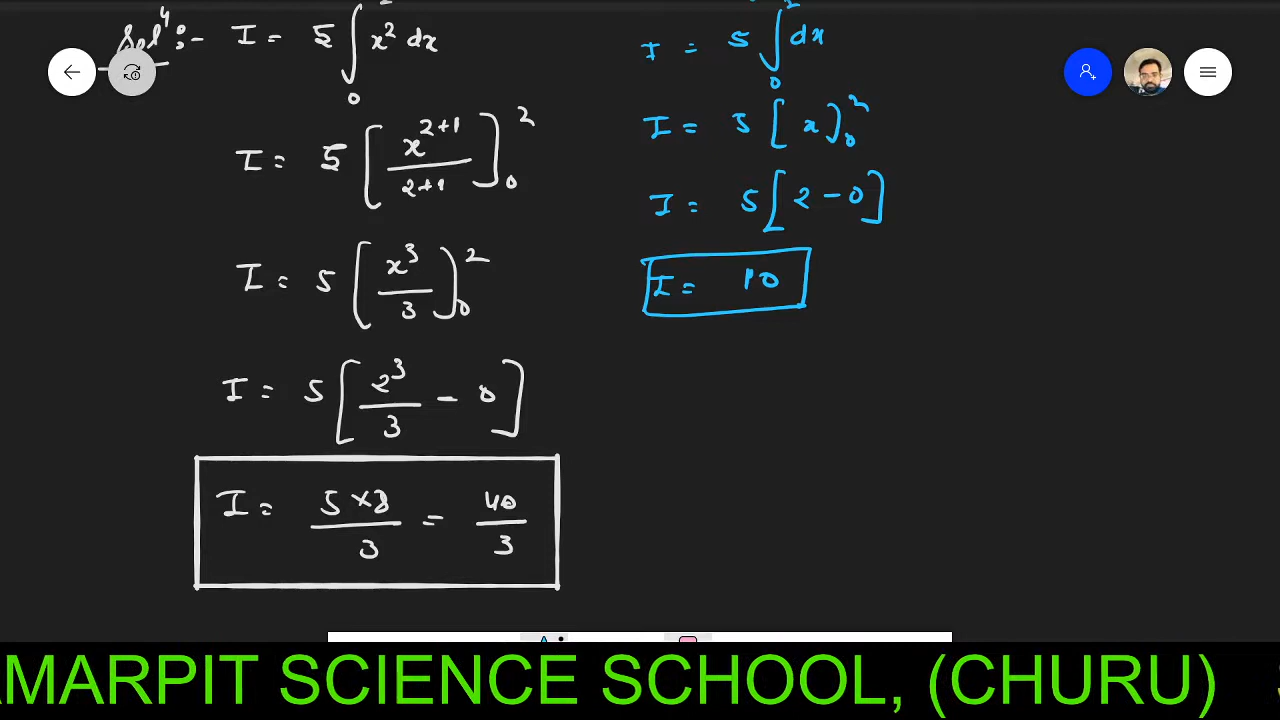 Sol⁴ :- I = 5 ∫₀² x² dx
I = 5 [x^(2+1) / (2+1)]₀²
I = 5 [x³ / 3]₀²
I = 5 [2³ / 3 - 0]
I = 5×8 / 3 = 40 / 3
I = 5 ∫₀² dx
I = 5 [x]₀²
I = 5 [2 - 0]
I = 10
MARPIT SCIENCE SCHOOL, (CHURU)